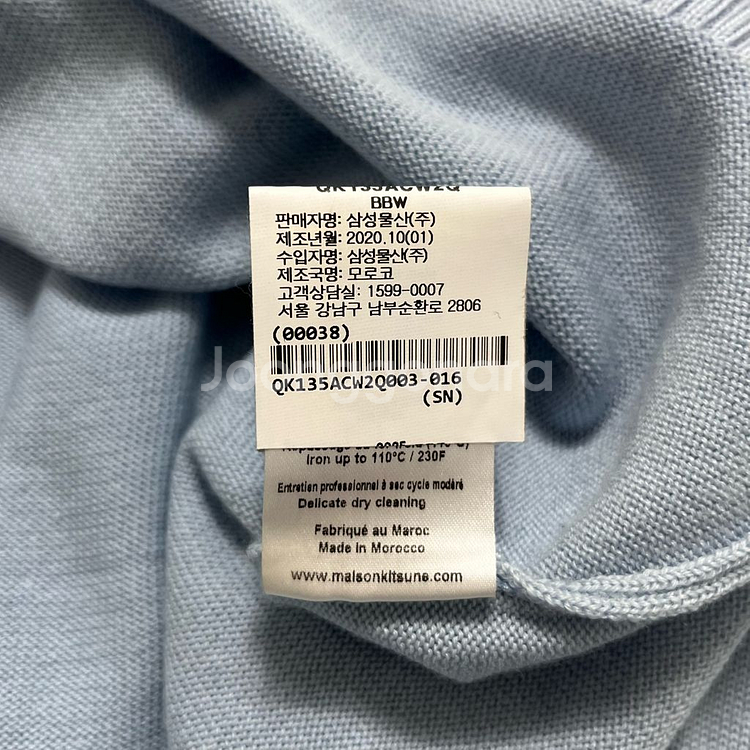 QK135ACW2Q
BBW
판매자명: 삼성물산(주)
제조년월: 2020.10(01)
수입자명: 삼성물산(주)
제조국명: 모로코
고객상담실: 1599-0007
서울 강남구 남부순환로 2806
(00038)
QK135ACW2Q003-016
(SN)
Iron up to 110°C / 230F
Entretien professionnel à sec cycle modéré
Delicate dry cleaning
Fabriqué au Maroc
Made in Morocco
www.maisonkitsune.com